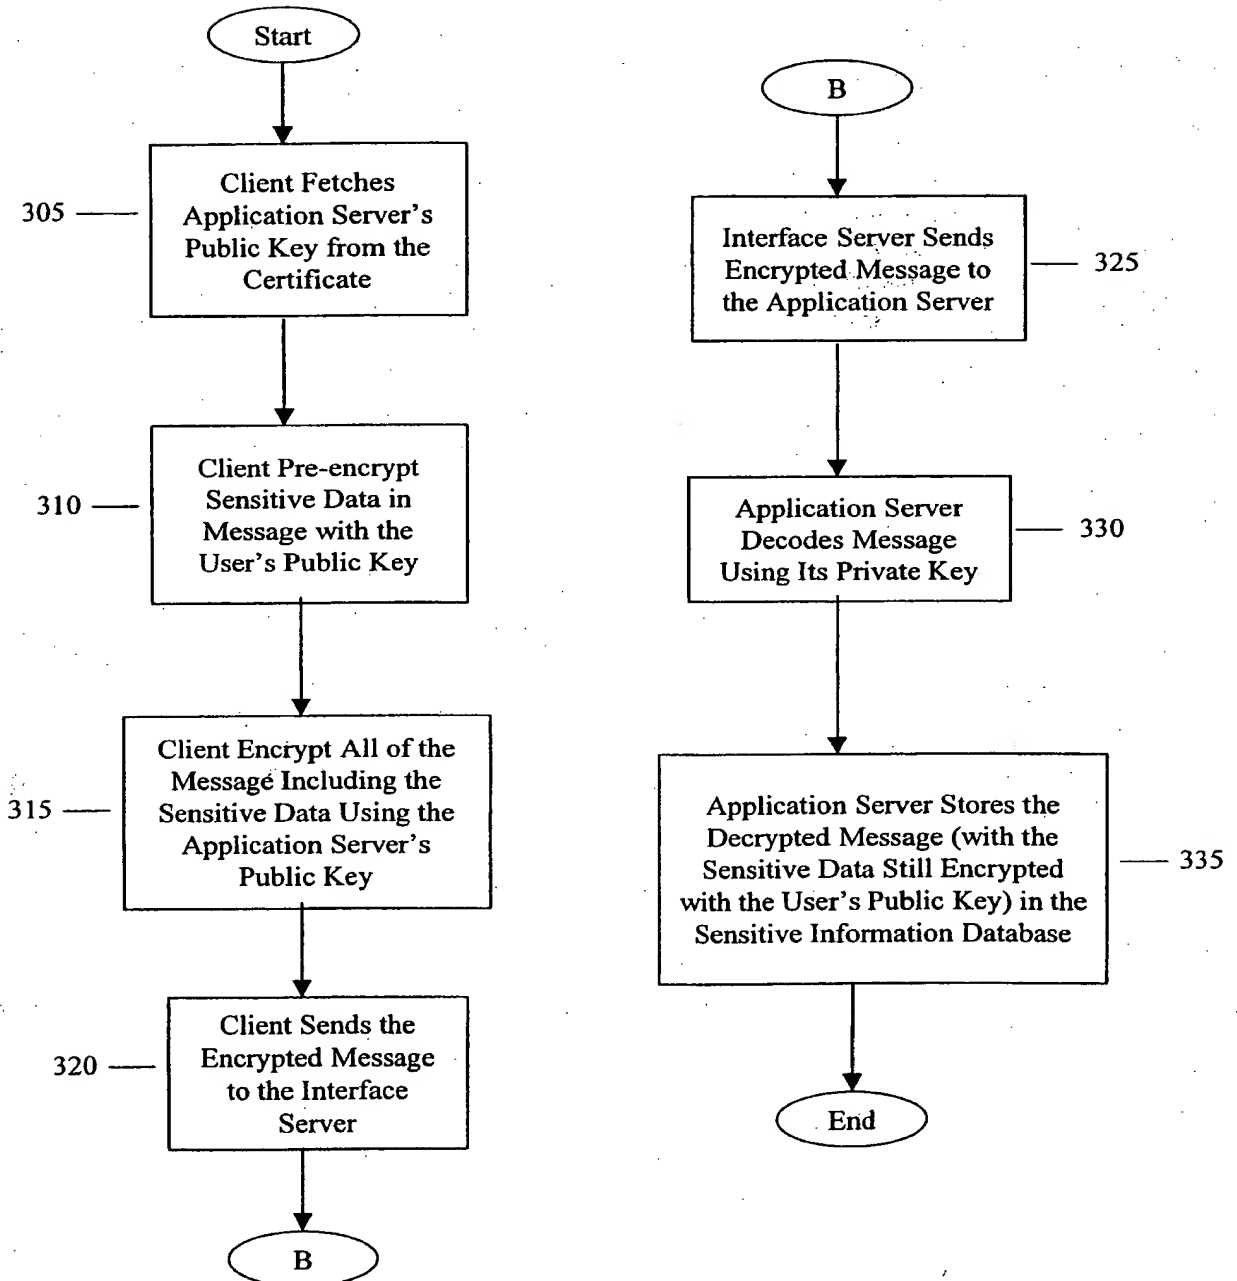 Start
305
Client Fetches
Application Server's
Public Key from the
Certificate
310
Client Pre-encrypt
Sensitive Data in
Message with the
User's Public Key
315
Client Encrypt All of the
Message Including the
Sensitive Data Using the
Application Server's
Public Key
320
Client Sends the
Encrypted Message
to the Interface
Server
B
B
Interface Server Sends
Encrypted Message to
the Application Server
325
Application Server
Decodes Message
Using Its Private Key
330
Application Server Stores the
Decrypted Message (with the
Sensitive Data Still Encrypted
with the User's Public Key) in the
Sensitive Information Database
335
End